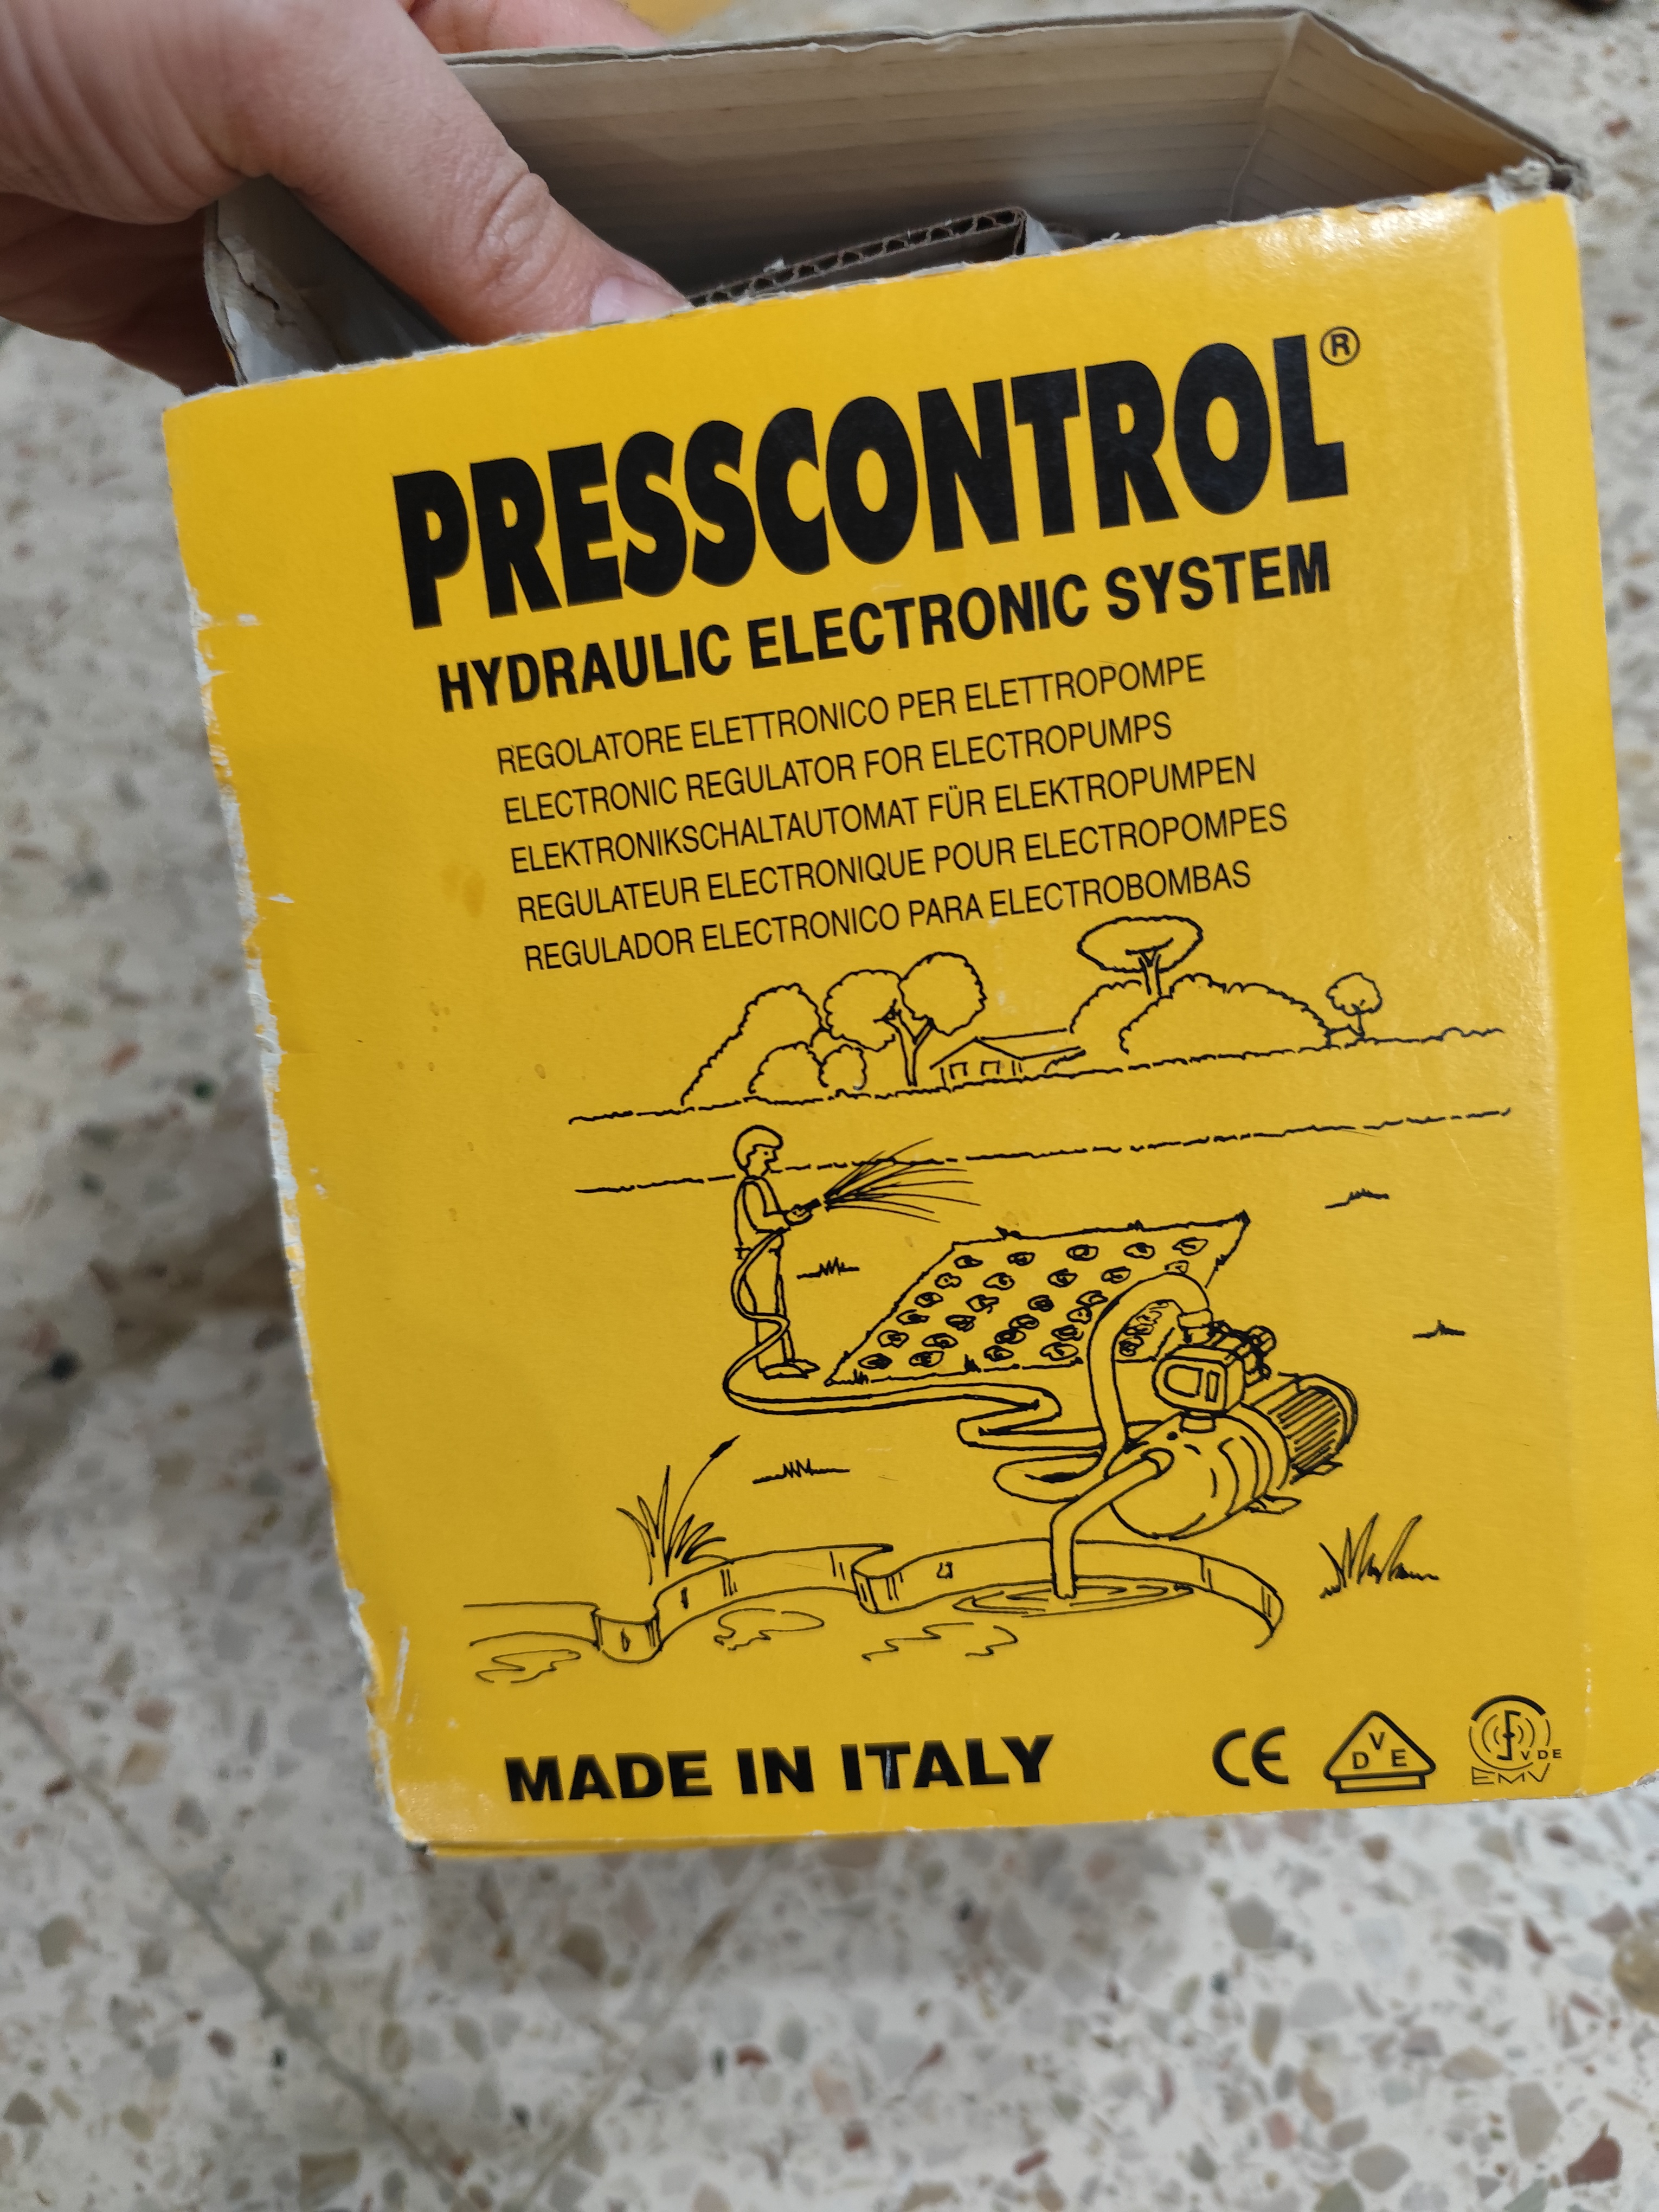 PRESSCONTROL®
HYDRAULIC ELECTRONIC SYSTEM
REGOLATORE ELETTRONICO PER ELETTROPOMPE
ELECTRONIC REGULATOR FOR ELECTROPUMPS
ELEKTRONIKSCHALTAUTOMAT FÜR ELEKTROPUMPEN
REGULATEUR ELECTRONIQUE POUR ELECTROPOMPES
REGULADOR ELECTRONICO PARA ELECTROBOMBAS
MADE IN ITALY
CE
DVE
VDE
EMV